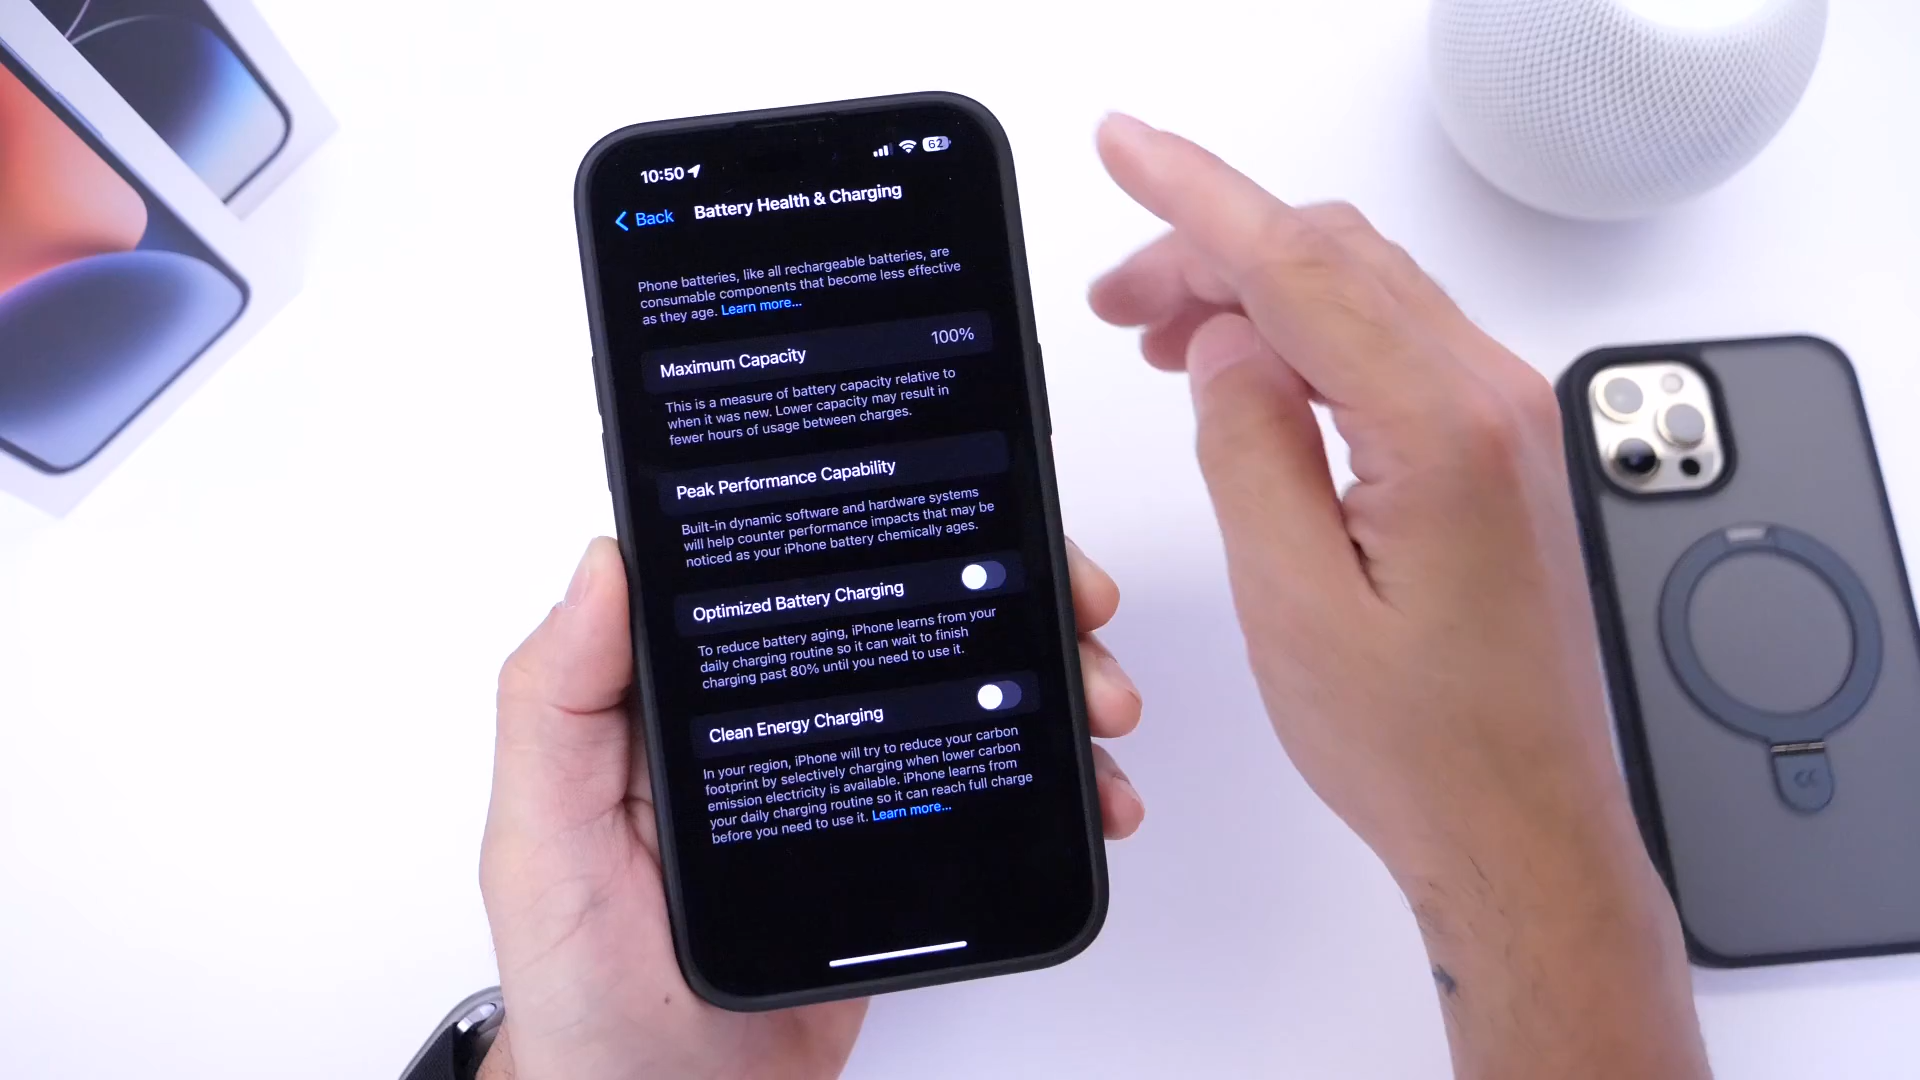 10:50
62
Back
Battery Health & Charging
Phone batteries, like all rechargeable batteries, are
consumable components that become less effective
as they age. Learn more...
Maximum Capacity 100%
This is a measure of battery capacity relative to
when it was new. Lower capacity may result in
fewer hours of usage between charges.
Peak Performance Capability
Built-in dynamic software and hardware systems
will help counter performance impacts that may be
noticed as your iPhone battery chemically ages.
Optimized Battery Charging
To reduce battery aging, iPhone learns from your
daily charging routine so it can wait to finish
charging past 80% until you need to use it.
Clean Energy Charging
In your region, iPhone will try to reduce your carbon
footprint by selectively charging when lower carbon
emission electricity is available. iPhone learns from
your daily charging routine so it can reach full charge
before you need to use it. Learn more...